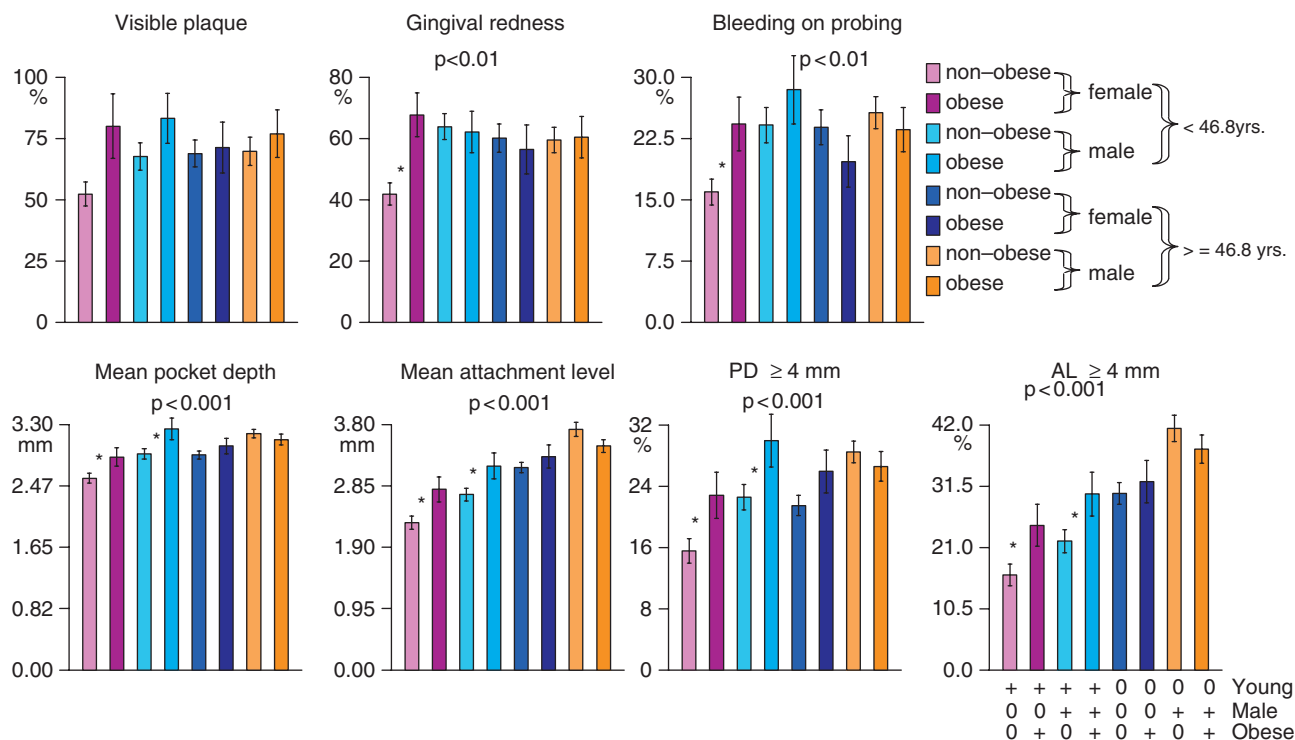 Visible plaque
100
%
75
50
25
0
Gingival redness
p<0.01
80
%
60
40
20
0
*
Bleeding on probing
p<0.01
30.0
%
22.5
15.0
7.5
0.0
*
non–obese
obese
female
non–obese
obese
male
< 46.8yrs.
non–obese
obese
female
non–obese
obese
male
> = 46.8 yrs.
Mean pocket depth
p<0.001
3.30
mm
2.47
1.65
0.82
0.00
* *
Mean attachment level
p<0.001
3.80
mm
2.85
1.90
0.95
0.00
* *
PD ≥ 4 mm
p<0.001
32
%
24
16
8
0
* *
AL ≥ 4 mm
p<0.001
42.0
%
31.5
21.0
10.5
0.0
* *
+ + + + 0 0 0 0 Young
0 0 + + 0 0 + + Male
0 + 0 + 0 + 0 + Obese